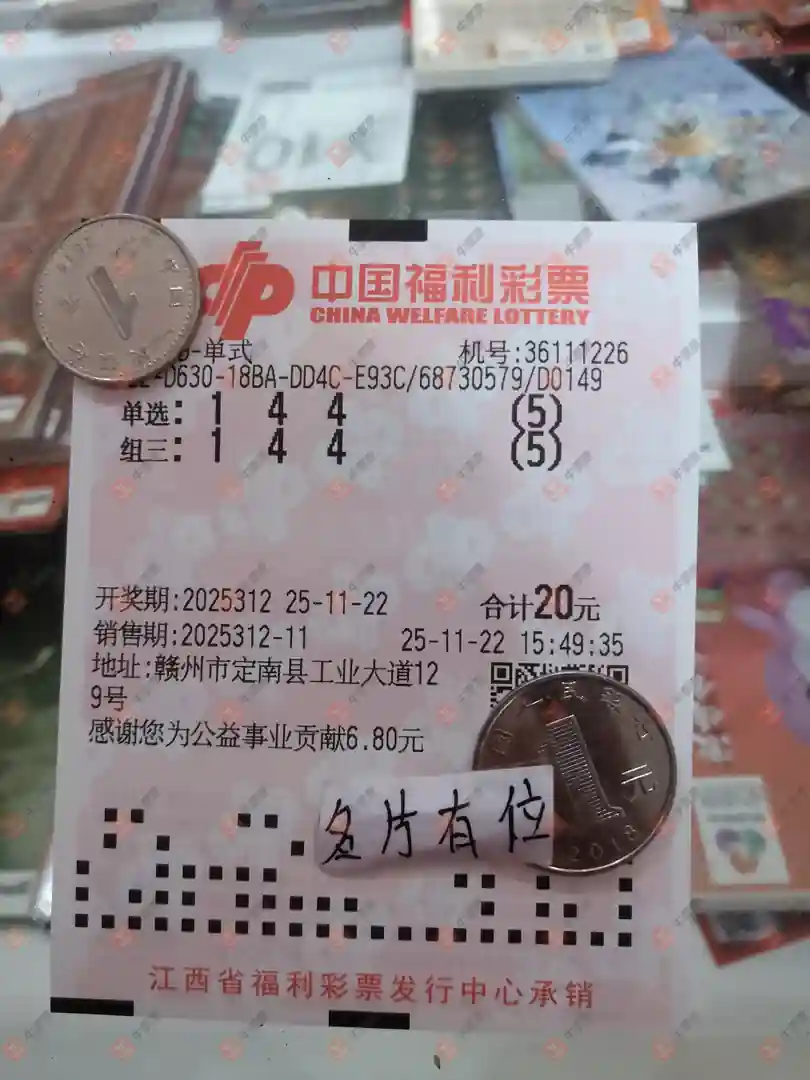 中国福利彩票
CHINA WELFARE LOTTERY
-单式 机号:36111226
-D630-18BA-DD4C-E93C/68730579/D0149
单选: 1 4 4 (5)
组三: 1 4 4 (5)
开奖期:2025312 25-11-22 合计20元
销售期:2025312-11 25-11-22 15:49:35
地址:赣州市定南县工业大道12
9号
感谢您为公益事业贡献6.80元
名片有位
1
2018
江西省福利彩票发行中心承销